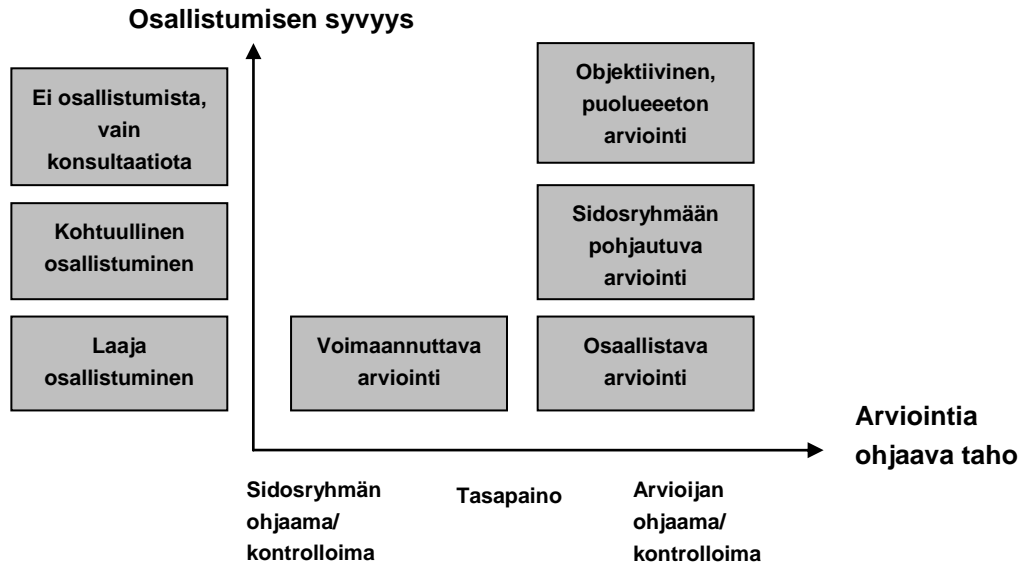 Osallistumisen syvyys
Ei osallistumista,
vain
konsultaatiota
Objektiivinen,
puolueeeton
arviointi
Kohtuullinen
osallistuminen
Sidosryhmään
pohjautuva
arviointi
Laaja
osallistuminen
Voimaannuttava
arviointi
Osaallistava
arviointi
Arviointia
ohjaava taho
Sidosryhmän
ohjaama/
kontrolloima
Tasapaino
Arvioijan
ohjaama/
kontrolloima